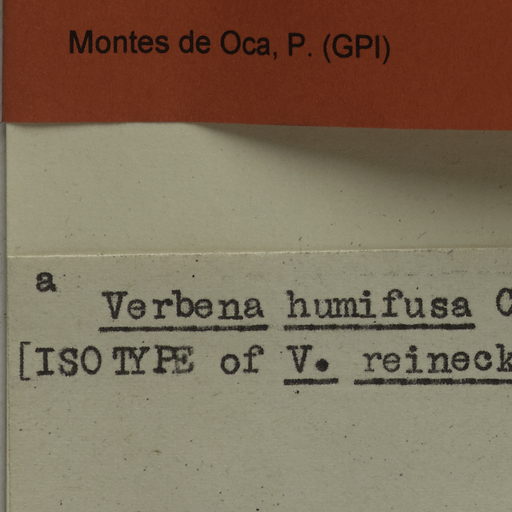 Montes de Oca, P. (GPI)
a
Verbena humifusa C
[ISOTYPE of V. reineck